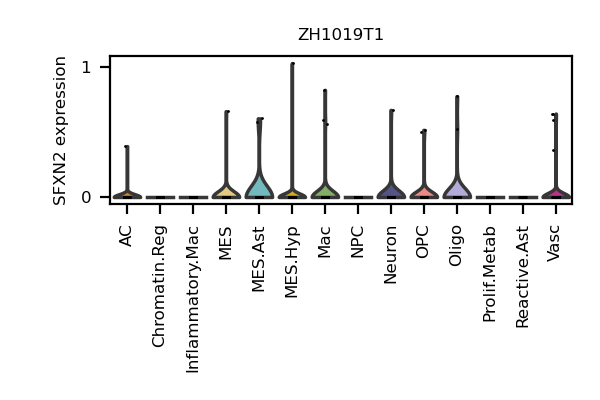 ZH1019T1
SFXN2 expression
1
0
AC
Chromatin.Reg
Inflammatory.Mac
MES
MES.Ast
MES.Hyp
Mac
NPC
Neuron
OPC
Oligo
Prolif.Metab
Reactive.Ast
Vasc